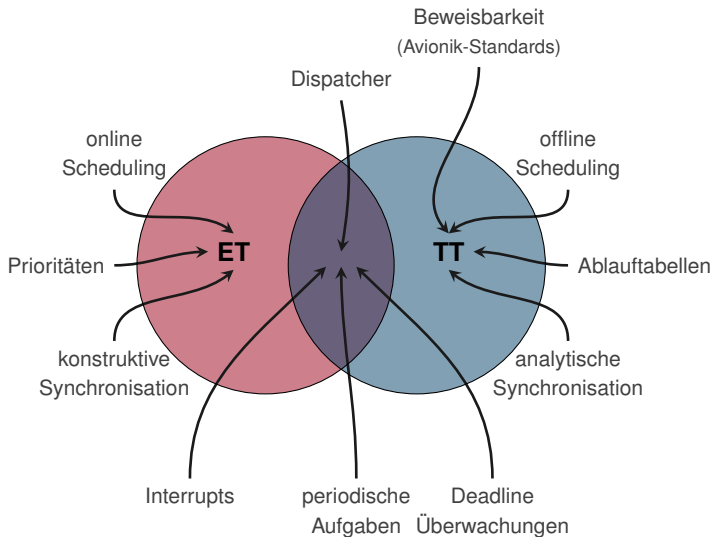 Beweisbarkeit
(Avionik-Standards)
Dispatcher
online
Scheduling
offline
Scheduling
ET
TT
Prioritäten
Ablauftabellen
konstruktive
Synchronisation
analytische
Synchronisation
Interrupts
periodische
Aufgaben
Deadline
Überwachungen